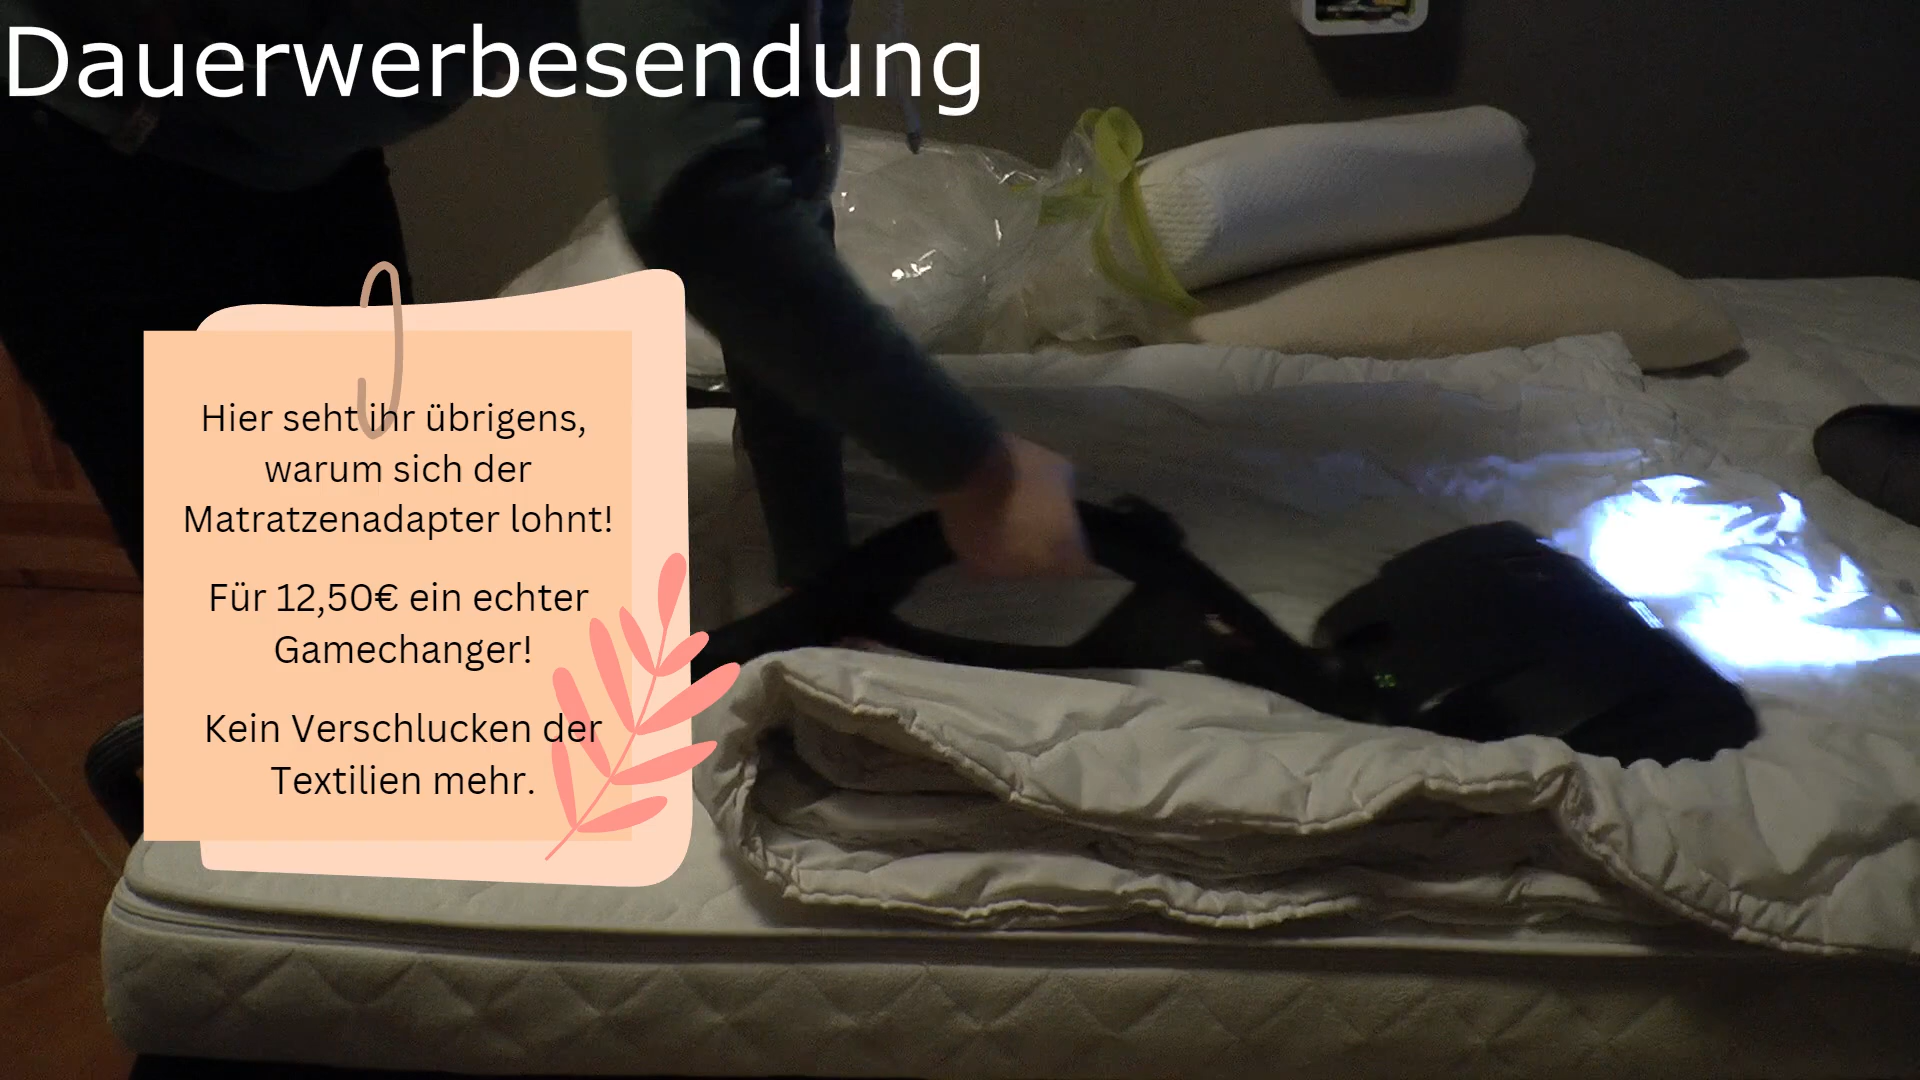 Dauerwerbesendung
Hier seht ihr übrigens,
warum sich der
Matratzenadapter lohnt!
Für 12,50€ ein echter
Gamechanger!
Kein Verschlucken der
Textilien mehr.